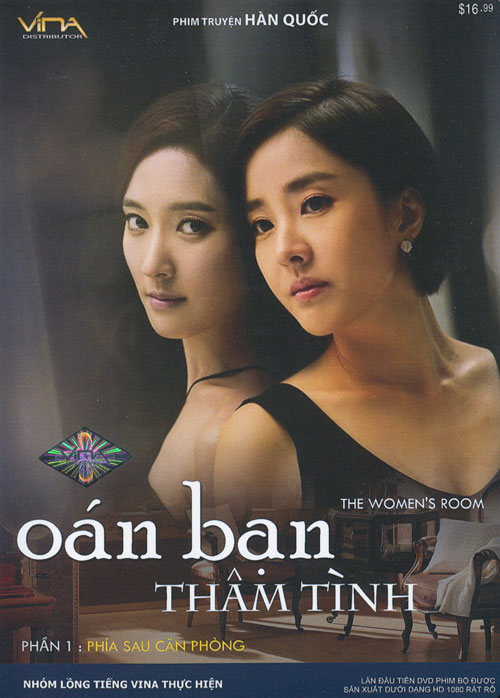 VINA
DISTRIBUTOR
PHIM TRUYỆN HÀN QUỐC
$16.99
THE WOMEN'S ROOM
oán bạn
THÂM TÌNH
PHẦN 1 : PHÍA SAU CĂN PHÒNG
NHÓM LỒNG TIẾNG VINA THỰC HIỆN
LẦN ĐẦU TIÊN DVD PHIM BỘ ĐƯỢC
SẢN XUẤT DƯỚI DẠNG HD 1080 RẤT RÕ